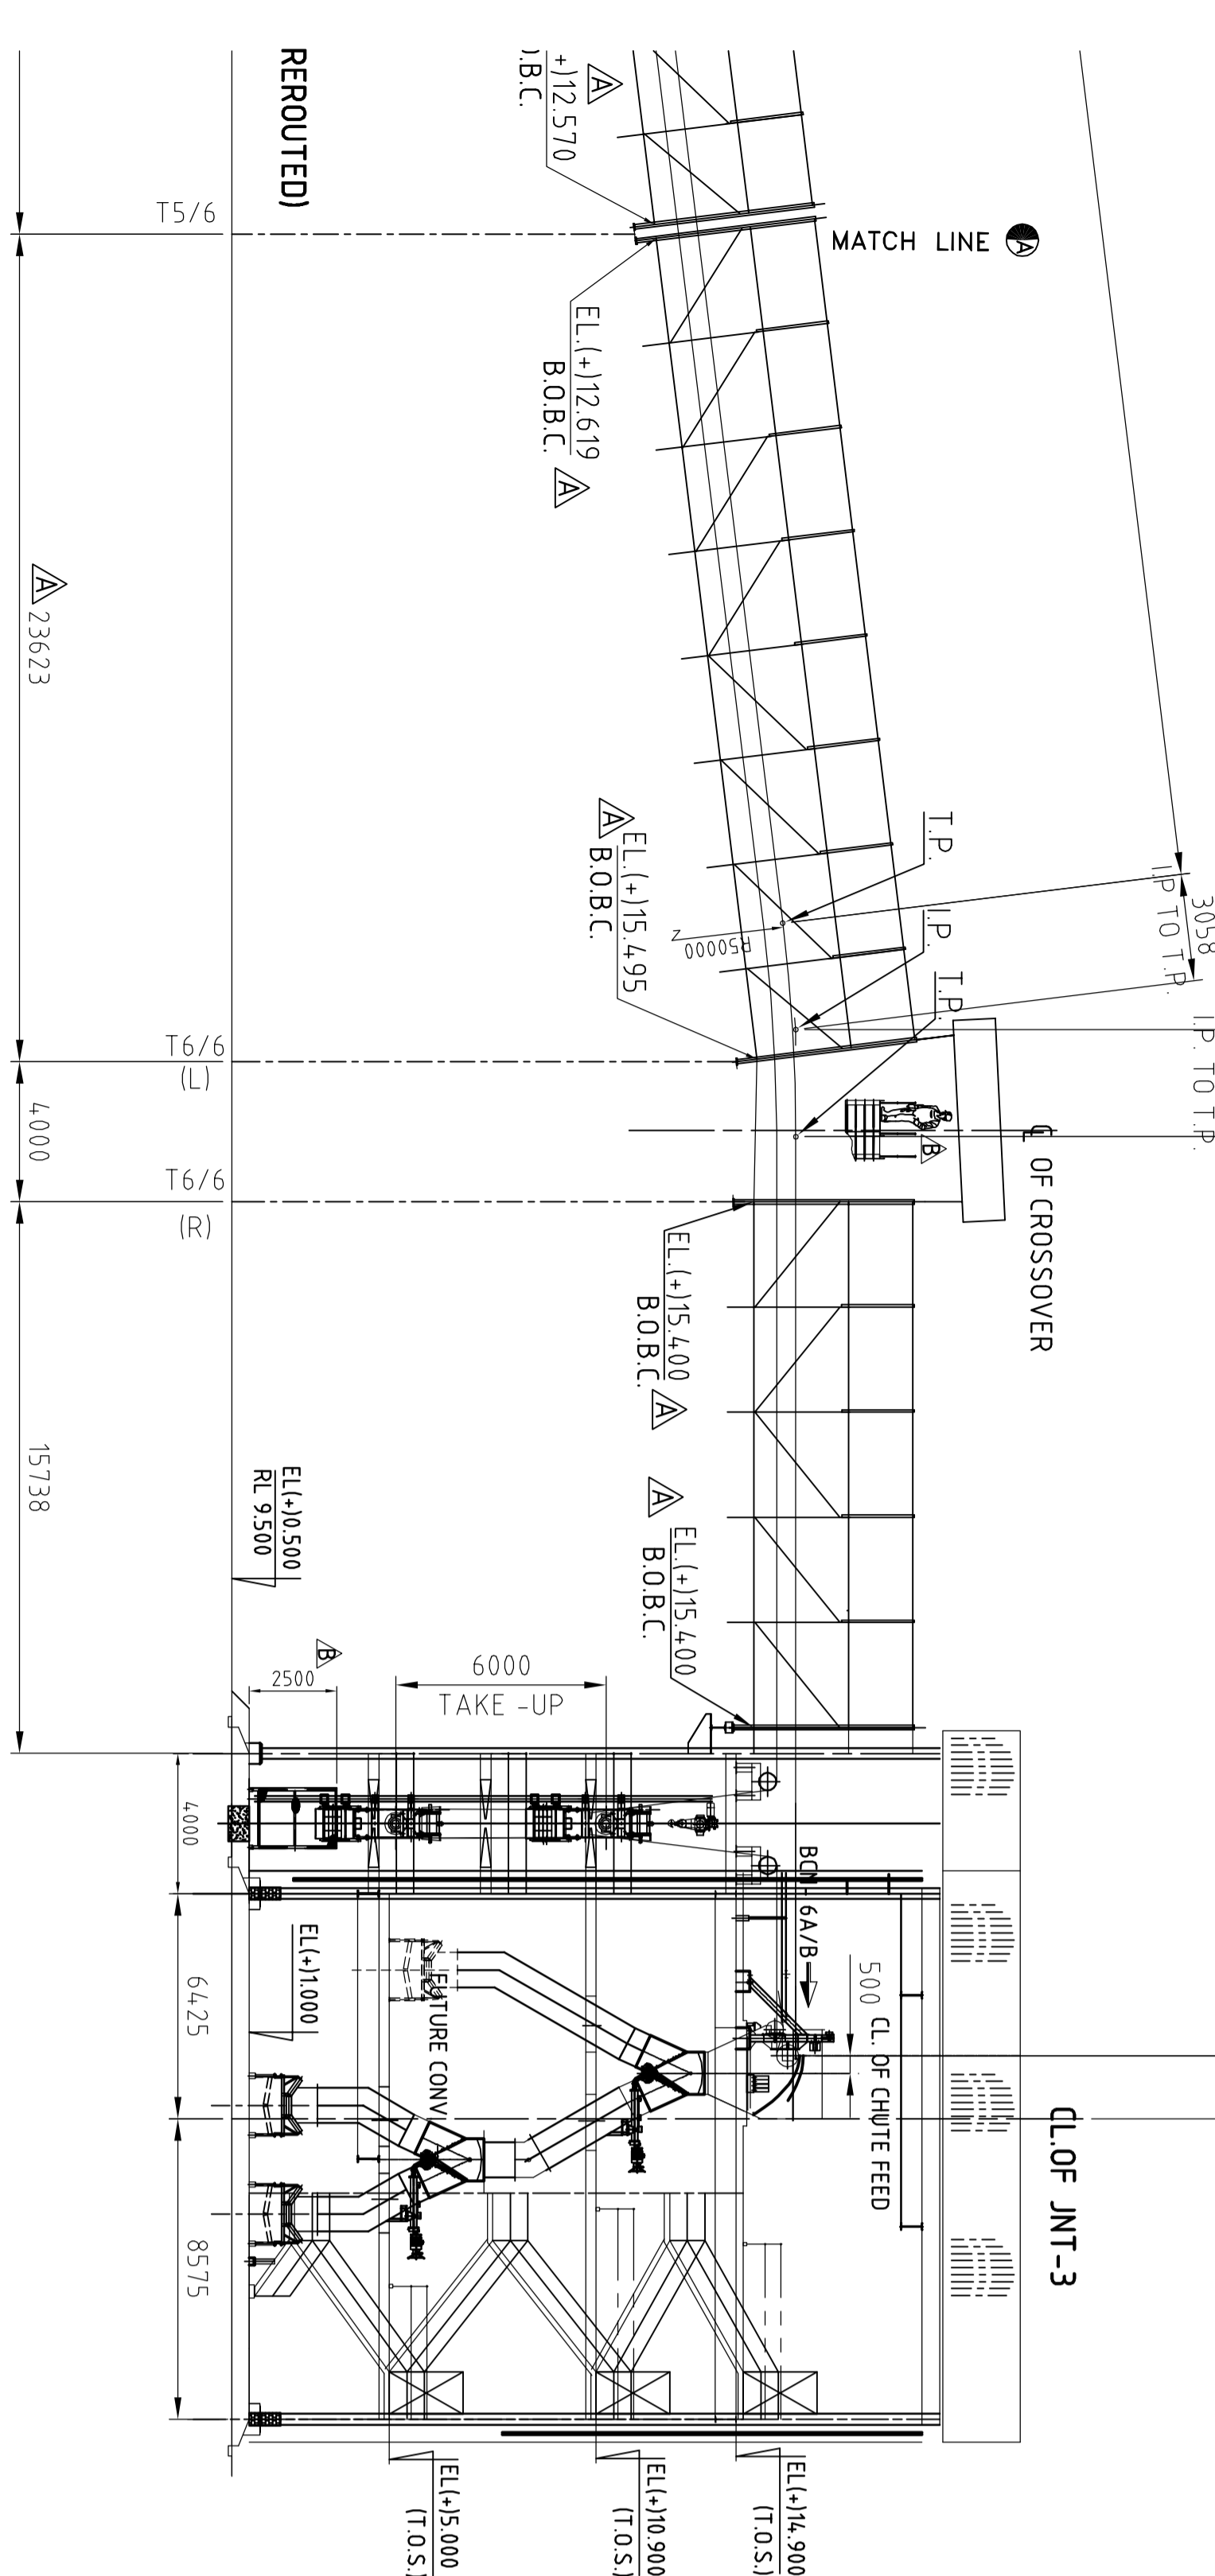 REROUTED)
+)12.570
).B.C.
A
T5/6
MATCH LINE
A
EL.(+)12.619
B.O.B.C.
A
A
23623
EL.(+)15.495
B.O.B.C.
A
T.P.
I.P.
T.P.
R50000
3058
I.P TO T.P.
I.P. TO T.P.
T6/6
(L)
4000
T6/6
(R)
B
OF CROSSOVER
EL.(+)15.400
B.O.B.C.
A
15738
EL(+)0.500
RL 9.500
EL.(+)15.400
B.O.B.C.
A
B
2500
6000
TAKE -UP
4000
BCN 6A/B
500
CL. OF CHUTE FEED
EL(+)1.000
6425
FUTURE CONV
CL.OF JNT-3
8575
EL(+)5.000
(T.O.S.)
EL(+)10.900
(T.O.S.)
EL(+)14.900
(T.O.S.)